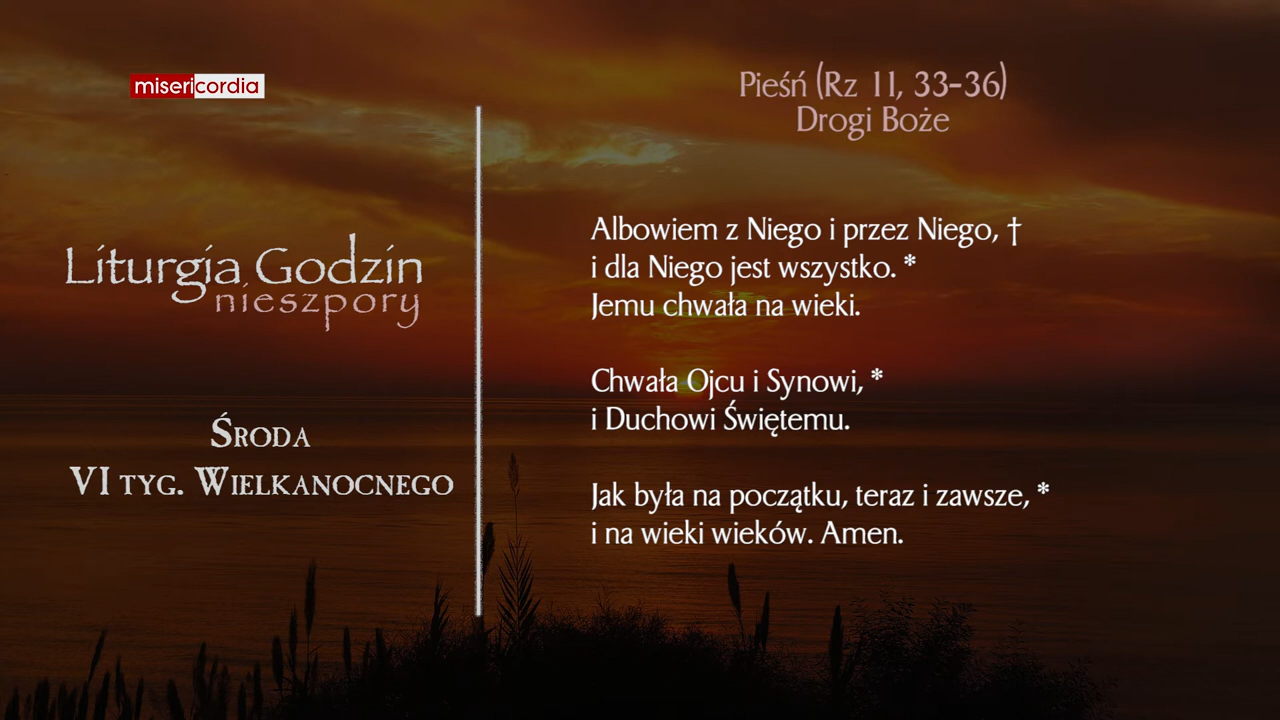 misericordia
Liturgia Godzin
nieszpory
Środa
VI tyg. Wielkanocnego
Pieśń (Rz 11, 33-36)
Drogi Boże
Albowiem z Niego i przez Niego, †
i dla Niego jest wszystko. *
Jemu chwała na wieki.
Chwała Ojcu i Synowi, *
i Duchowi Świętemu.
Jak była na początku, teraz i zawsze, *
i na wieki wieków. Amen.